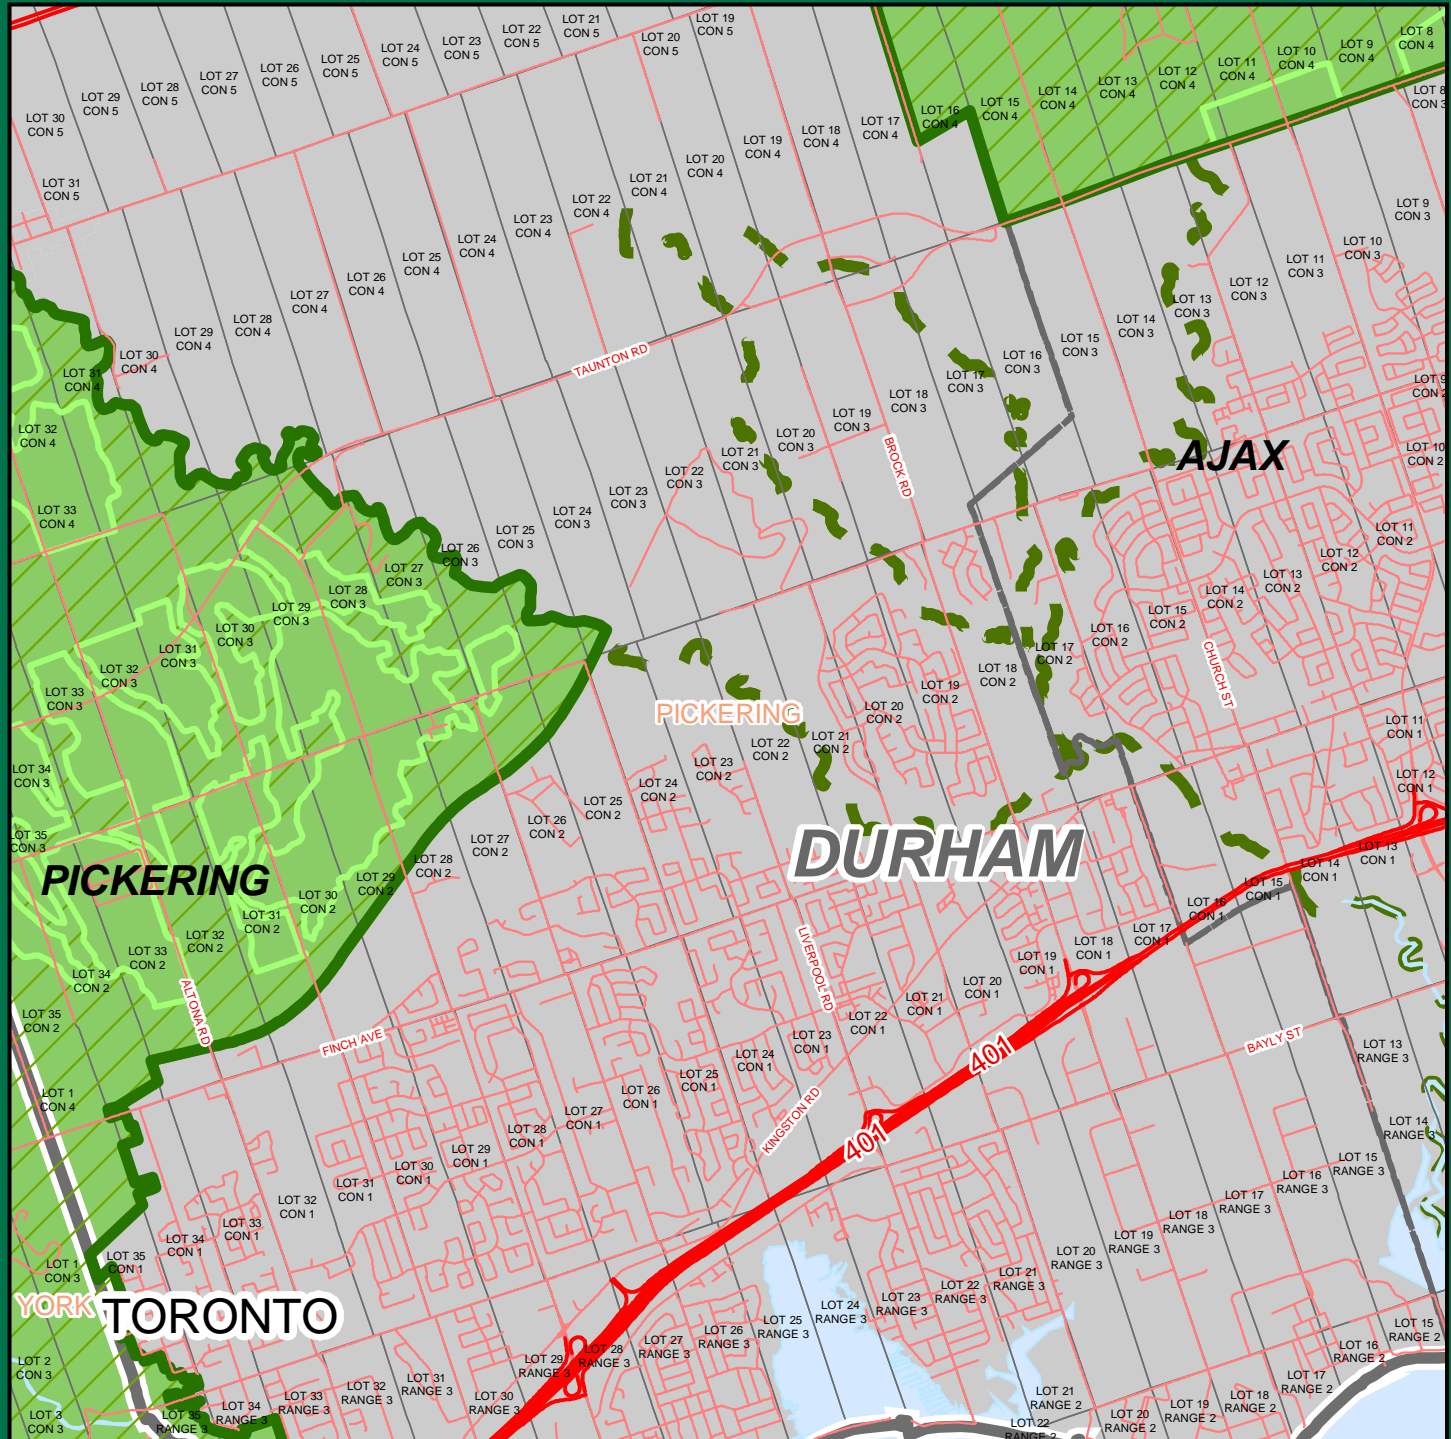 LOT 30
CON 5
LOT 29
CON 5
LOT 28
CON 5
LOT 27
CON 5
LOT 26
CON 5
LOT 25
CON 5
LOT 24
CON 5
LOT 23
CON 5
LOT 22
CON 5
LOT 21
CON 5
LOT 20
CON 5
LOT 19
CON 5
LOT 31
CON 5
LOT 16
CON 4
LOT 15
CON 4
LOT 14
CON 4
LOT 13
CON 4
LOT 12
CON 4
LOT 11
CON 4
LOT 10
CON 4
LOT 9
CON 4
LOT 8
CON 4
LOT 8
CON 3
LOT 17
CON 4
LOT 18
CON 4
LOT 19
CON 4
LOT 20
CON 4
LOT 21
CON 4
LOT 22
CON 4
LOT 23
CON 4
LOT 24
CON 4
LOT 25
CON 4
LOT 26
CON 4
LOT 27
CON 4
LOT 28
CON 4
LOT 29
CON 4
LOT 30
CON 4
LOT 31
CON 4
LOT 32
CON 4
LOT 33
CON 4
LOT 9
CON 3
LOT 10
CON 3
LOT 11
CON 3
LOT 12
CON 3
LOT 13
CON 3
LOT 14
CON 3
LOT 15
CON 3
LOT 16
CON 3
LOT 17
CON 3
LOT 18
CON 3
LOT 19
CON 3
LOT 20
CON 3
LOT 21
CON 3
LOT 22
CON 3
LOT 23
CON 3
LOT 24
CON 3
LOT 25
CON 3
LOT 26
CON 3
LOT 27
CON 3
LOT 28
CON 3
LOT 29
CON 3
LOT 30
CON 3
LOT 31
CON 3
LOT 32
CON 3
LOT 33
CON 3
LOT 34
CON 3
LOT 35
CON 3
TAUNTON RD
BROCK RD
AJAX
LOT 9
CON 2
LOT 10
CON 2
LOT 11
CON 2
LOT 12
CON 2
LOT 13
CON 2
LOT 14
CON 2
LOT 15
CON 2
LOT 16
CON 2
LOT 17
CON 2
LOT 18
CON 2
LOT 19
CON 2
LOT 20
CON 2
LOT 21
CON 2
LOT 22
CON 2
LOT 23
CON 2
LOT 24
CON 2
LOT 25
CON 2
LOT 26
CON 2
LOT 27
CON 2
LOT 28
CON 2
LOT 29
CON 2
LOT 30
CON 2
LOT 31
CON 2
LOT 32
CON 2
LOT 33
CON 2
LOT 34
CON 2
LOT 35
CON 2
CHURCH ST
PICKERING
DURHAM
PICKERING
LOT 11
CON 1
LOT 12
CON 1
LOT 13
CON 1
LOT 14
CON 1
LOT 15
CON 1
LOT 16
CON 1
LOT 17
CON 1
LOT 18
CON 1
LOT 19
CON 1
LOT 20
CON 1
LOT 21
CON 1
LOT 22
CON 1
LOT 23
CON 1
LOT 24
CON 1
LOT 25
CON 1
LOT 26
CON 1
LOT 27
CON 1
LOT 28
CON 1
LOT 29
CON 1
LOT 30
CON 1
LOT 31
CON 1
LOT 32
CON 1
LOT 33
CON 1
LOT 34
CON 1
LOT 35
CON 1
ALTONA RD
FINCH AVE
LIVERPOOL RD
KINGSTON RD
BAYLY ST
401
401
LOT 1
CON 4
LOT 1
CON 3
YORK
TORONTO
LOT 2
CON 3
LOT 3
CON 3
LOT 13
RANGE 3
LOT 14
RANGE 3
LOT 15
RANGE 3
LOT 16
RANGE 3
LOT 17
RANGE 3
LOT 18
RANGE 3
LOT 19
RANGE 3
LOT 20
RANGE 3
LOT 21
RANGE 3
LOT 22
RANGE 3
LOT 23
RANGE 3
LOT 24
RANGE 3
LOT 25
RANGE 3
LOT 26
RANGE 3
LOT 27
RANGE 3
LOT 28
RANGE 3
LOT 29
RANGE 3
LOT 30
RANGE 3
LOT 31
RANGE 3
LOT 32
RANGE 3
LOT 33
RANGE 3
LOT 34
RANGE 3
LOT 35
RANGE 3
LOT 15
RANGE 2
LOT 16
RANGE 2
LOT 17
RANGE 2
LOT 18
RANGE 2
LOT 19
RANGE 2
LOT 20
RANGE 2
LOT 21
RANGE 2
LOT 22
RANGE 2